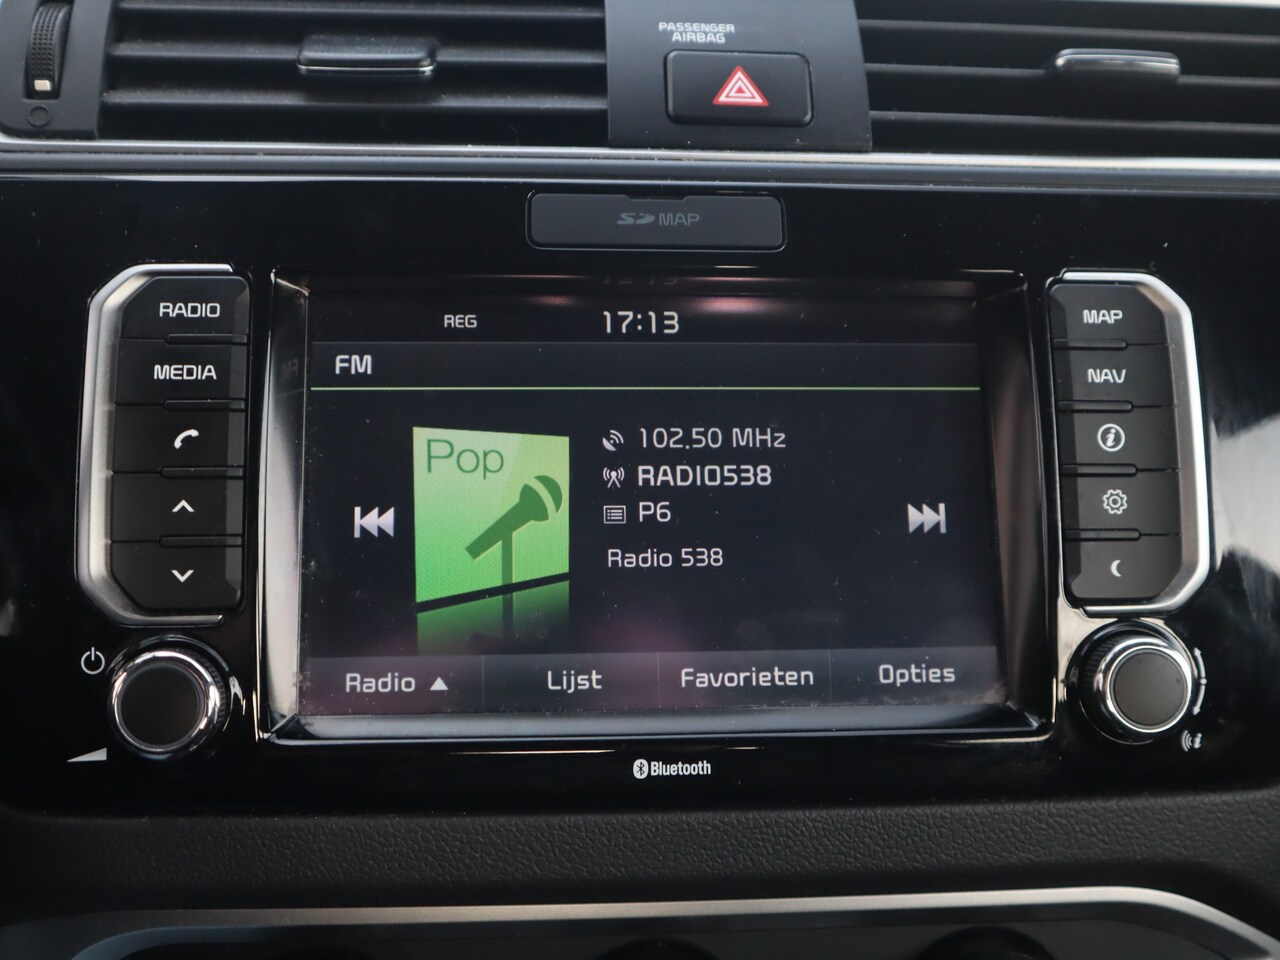 PASSENGER
AIRBAG
SD MAP
RADIO
MEDIA
REG
17:13
FM
Pop
102.50 MHz
RADIO538
P6
Radio 538
Radio ▲
Lijst
Favorieten
Opties
MAP
NAV
Bluetooth